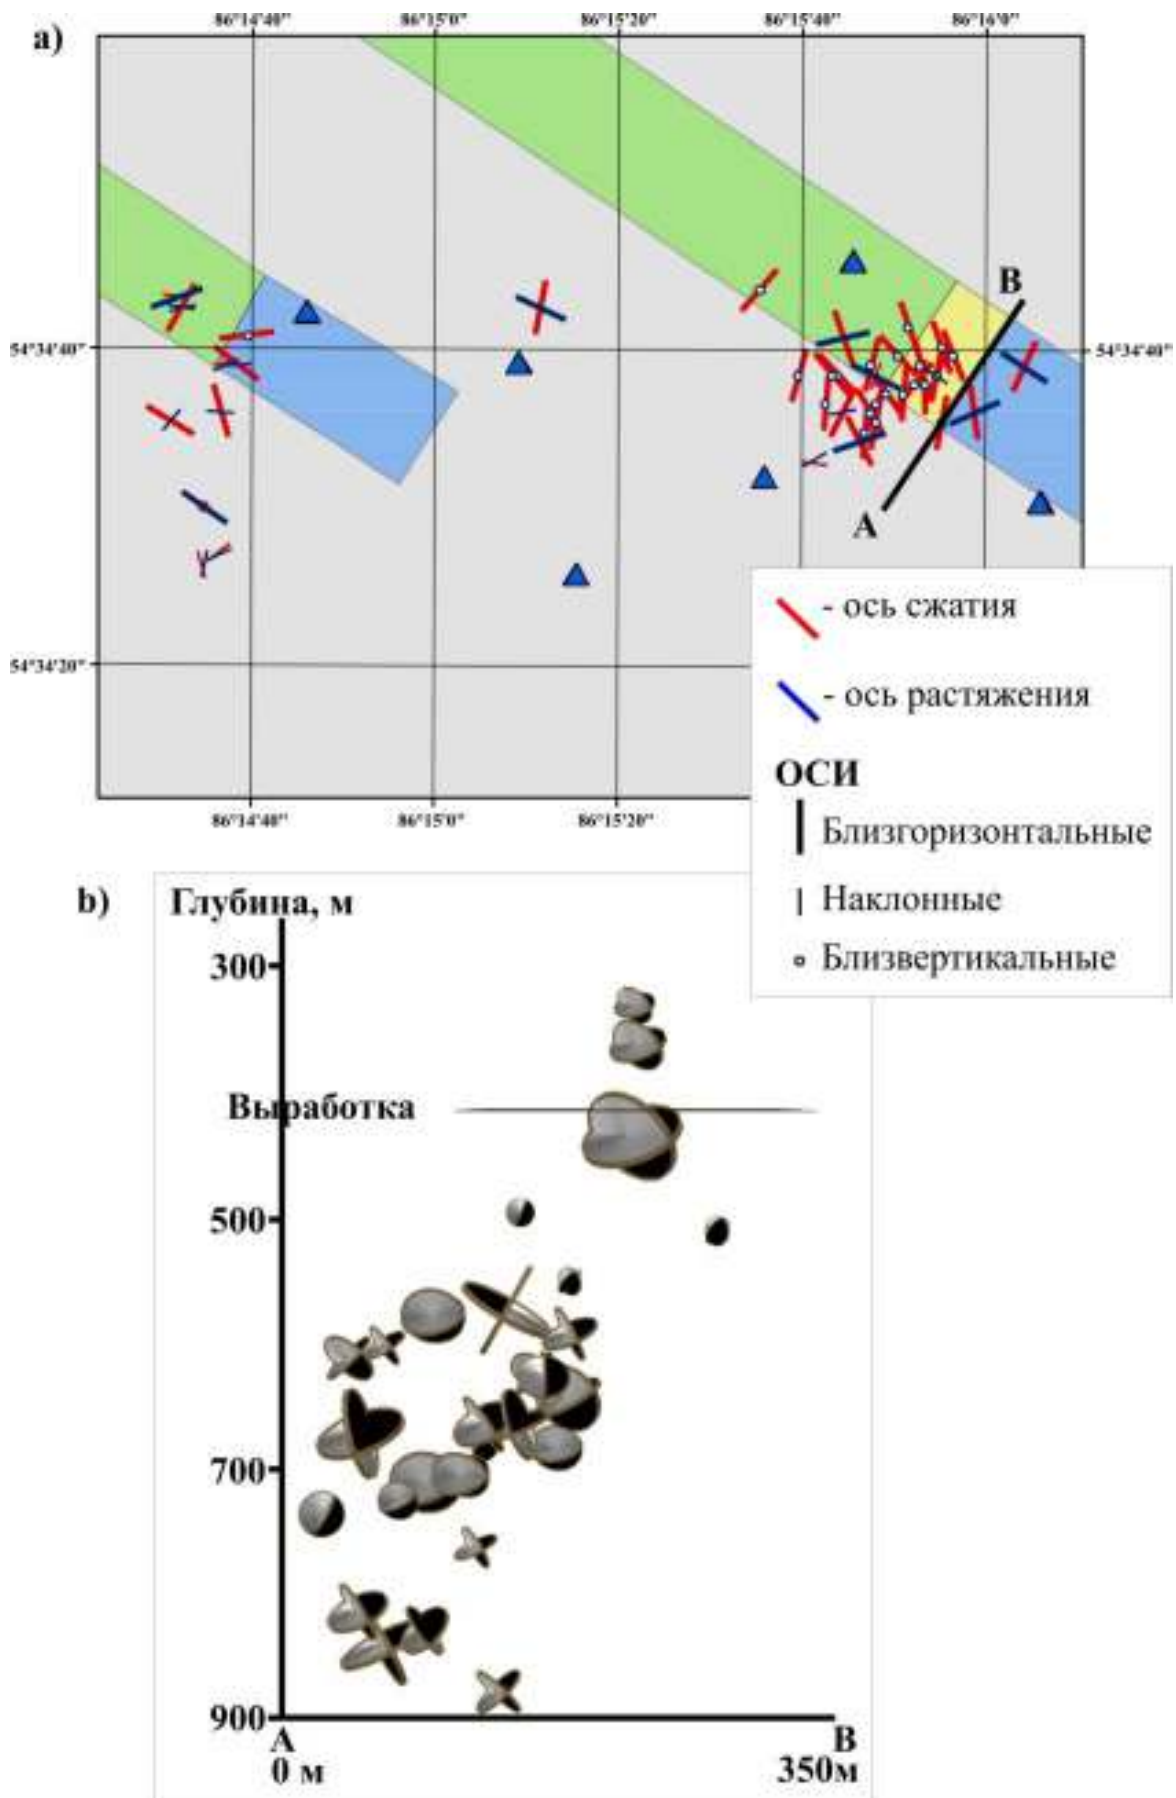 86°14'40" 86°15'0" 86°15'20" 86°15'40" 86°16'0"
a)
B
54°34'40" 54°34'40"
A
54°34'20"
- ось сжатия
- ось растяжения
ОСИ
Близгоризонтальные
Наклонные
Близвертикальные
86°14'40" 86°15'0" 86°15'20"
b) Глубина, м
300
Выработка
500
700
900
A B
0 м 350м